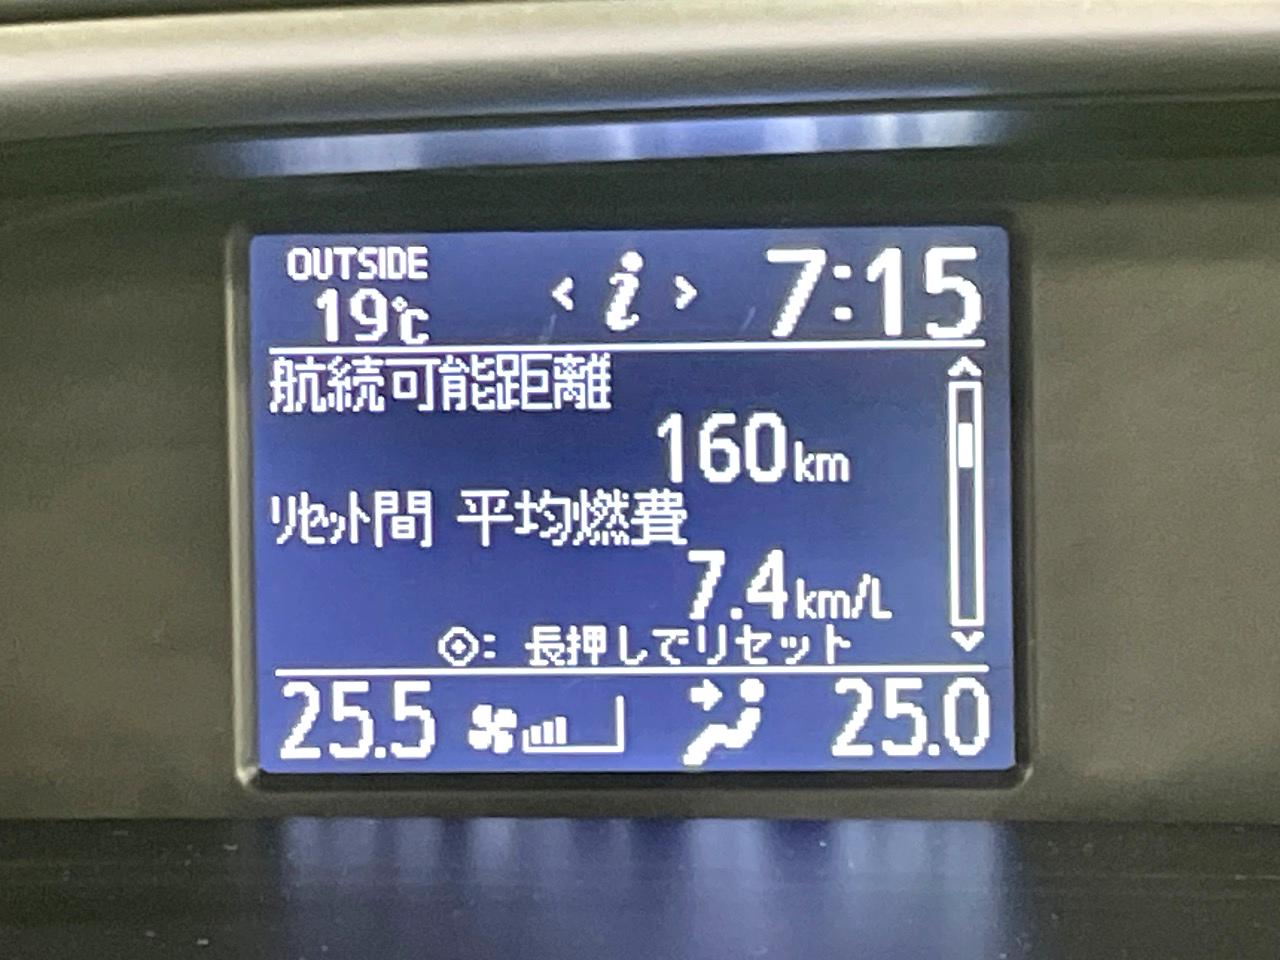 OUTSIDE
19℃
< i >
7:15
航続可能距離
160km
リセット間 平均燃費
7.4km/L
: 長押しでリセット
25.5
25.0